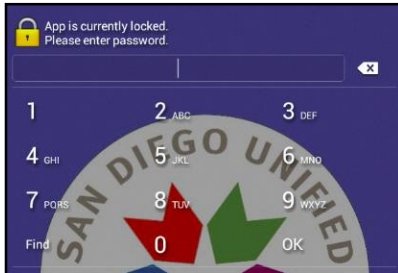 App is currently locked.
Please enter password.
1 2 ABC 3 DEF
4 GHI 5 JKL 6 MNO
7 PQRS 8 TUV 9 WXYZ
Find 0 OK
SAN DIEGO UNIFIED